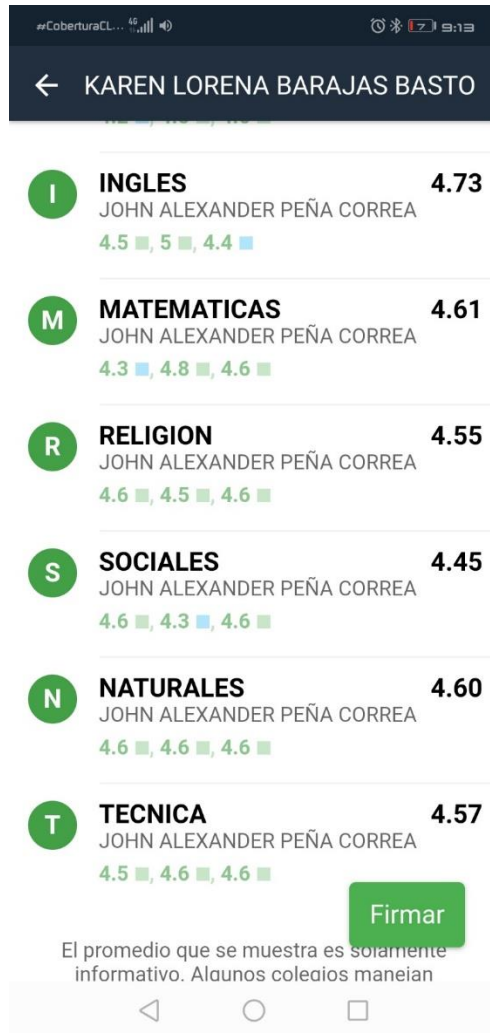 #CoberturaCL... 46 7 9:13
KAREN LORENA BARAJAS BASTO
I INGLES 4.73
JOHN ALEXANDER PEÑA CORREA
4.5, 5, 4.4
M MATEMATICAS 4.61
JOHN ALEXANDER PEÑA CORREA
4.3, 4.8, 4.6
R RELIGION 4.55
JOHN ALEXANDER PEÑA CORREA
4.6, 4.5, 4.6
S SOCIALES 4.45
JOHN ALEXANDER PEÑA CORREA
4.6, 4.3, 4.6
N NATURALES 4.60
JOHN ALEXANDER PEÑA CORREA
4.6, 4.6, 4.6
T TECNICA 4.57
JOHN ALEXANDER PEÑA CORREA
4.5, 4.6, 4.6
Firmar
El promedio que se muestra es solamente
informativo. Algunos colegios manejan